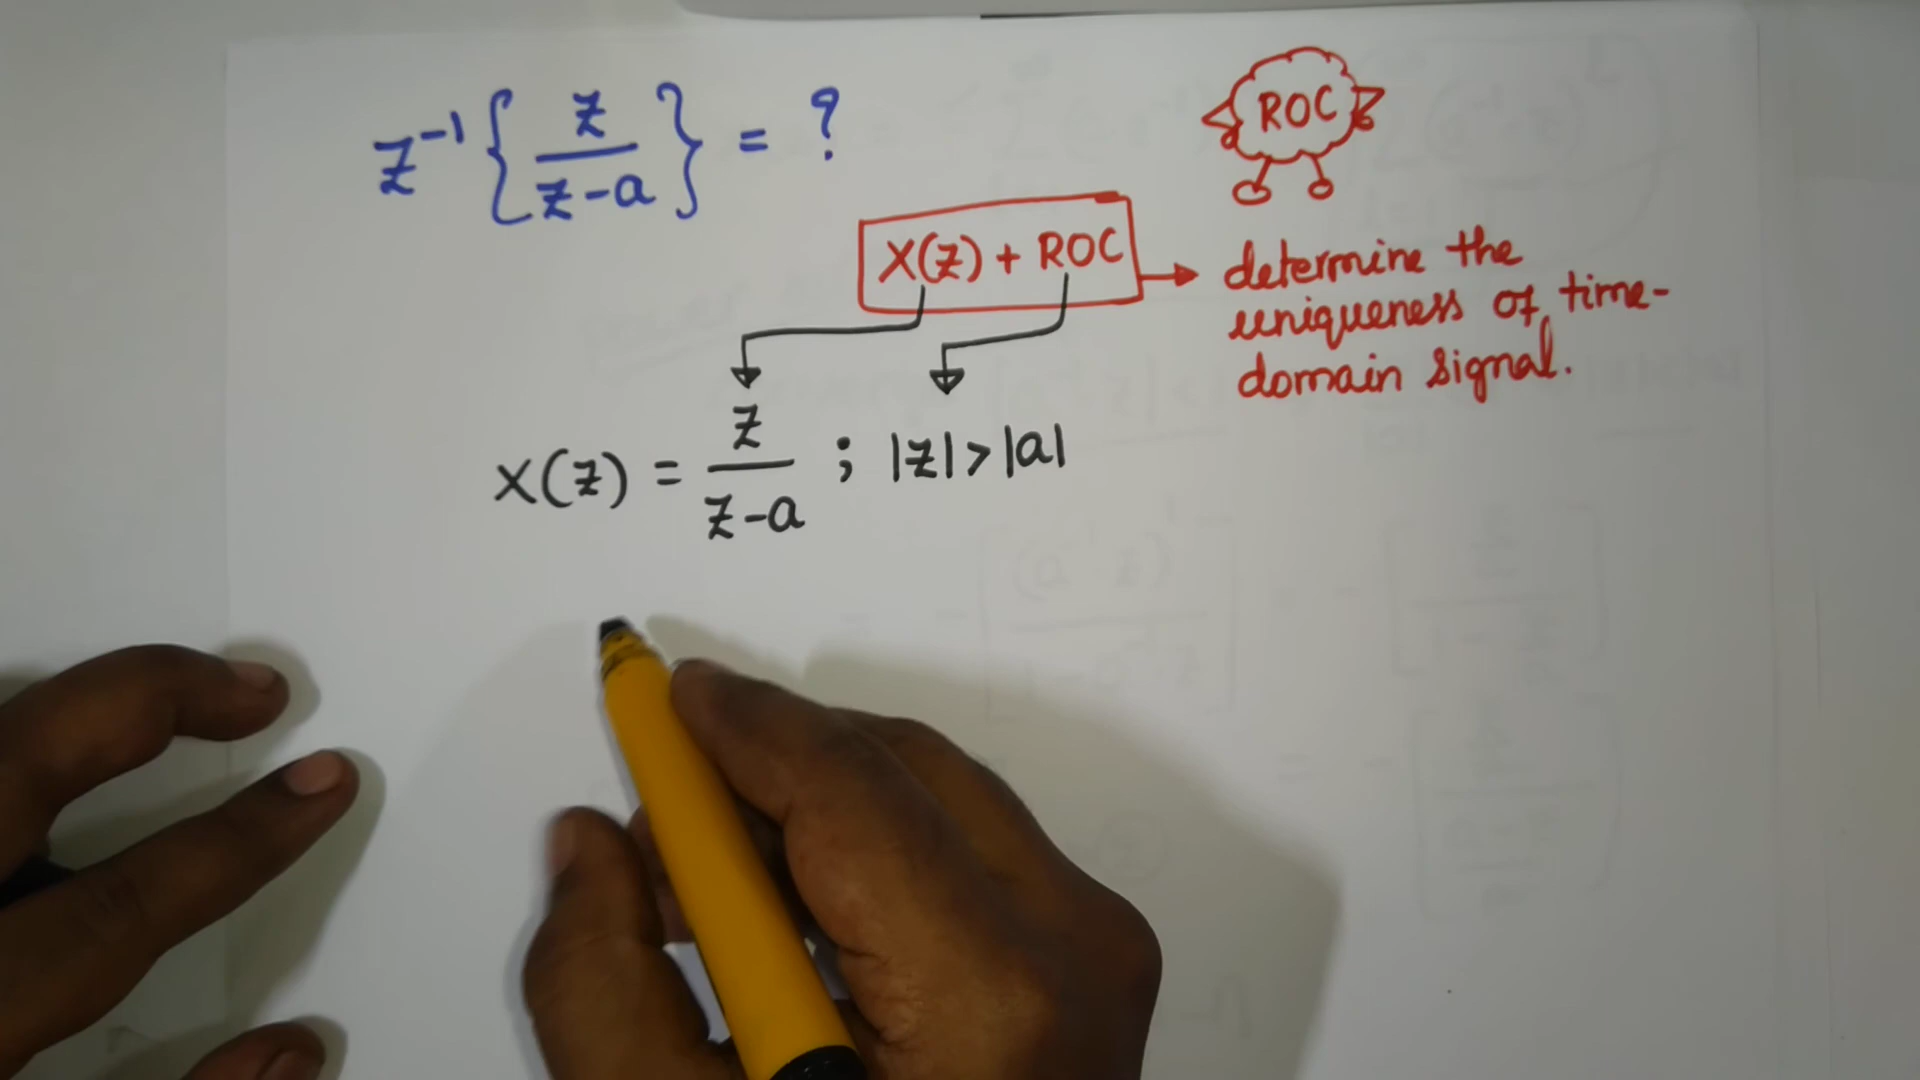 z⁻¹ { z / z-a } = ?
ROC
X(z) + ROC
determine the
uniqueness of time-
domain signal.
X(z) = z / z-a ; |z| > |a|